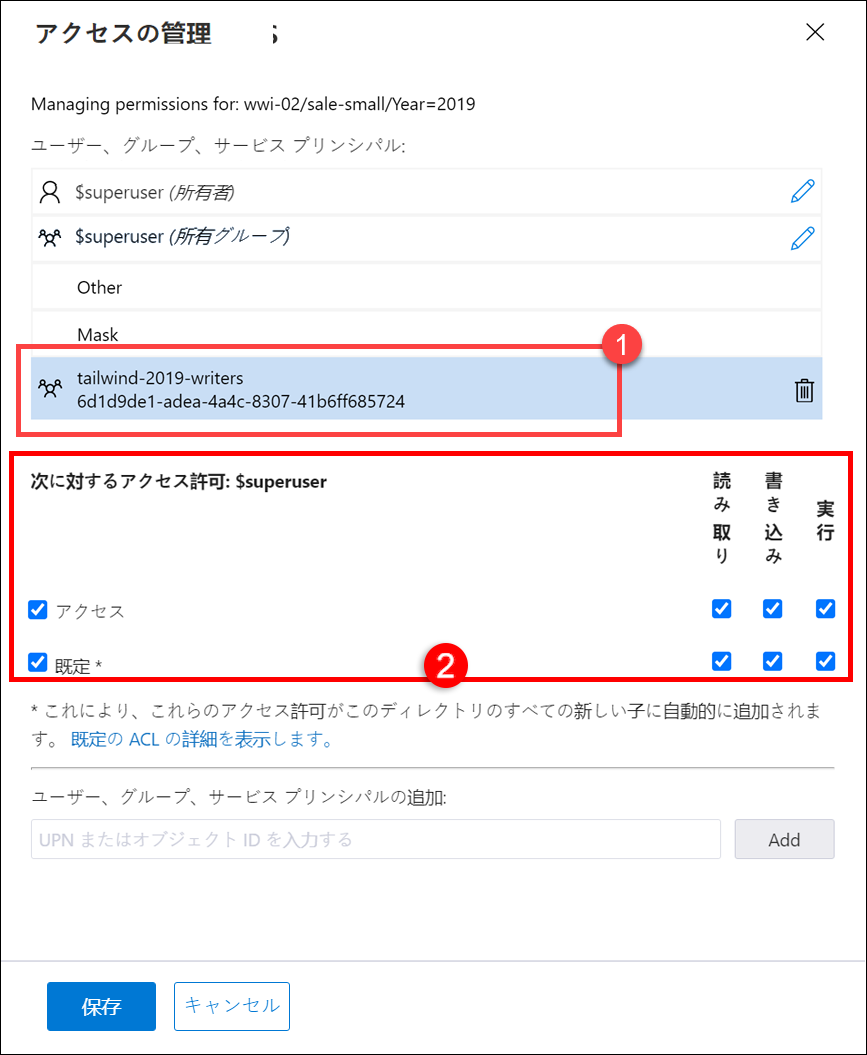 アクセスの管理
Managing permissions for: wwi-02/sale-small/Year=2019
ユーザー、グループ、サービス プリンシパル:
$superuser (所有者)
$superuser (所有グループ)
Other
Mask
1
tailwind-2019-writers
6d1d9de1-adea-4a4c-8307-41b6ff685724
次に対するアクセス許可: $superuser
読み取り
書き込み
実行
アクセス
既定 *
2
* これにより、これらのアクセス許可がこのディレクトリのすべての新しい子に自動的に追加されま
す。 既定の ACL の詳細を表示します。
ユーザー、グループ、サービス プリンシパルの追加:
UPN またはオブジェクト ID を入力する
Add
保存
キャンセル